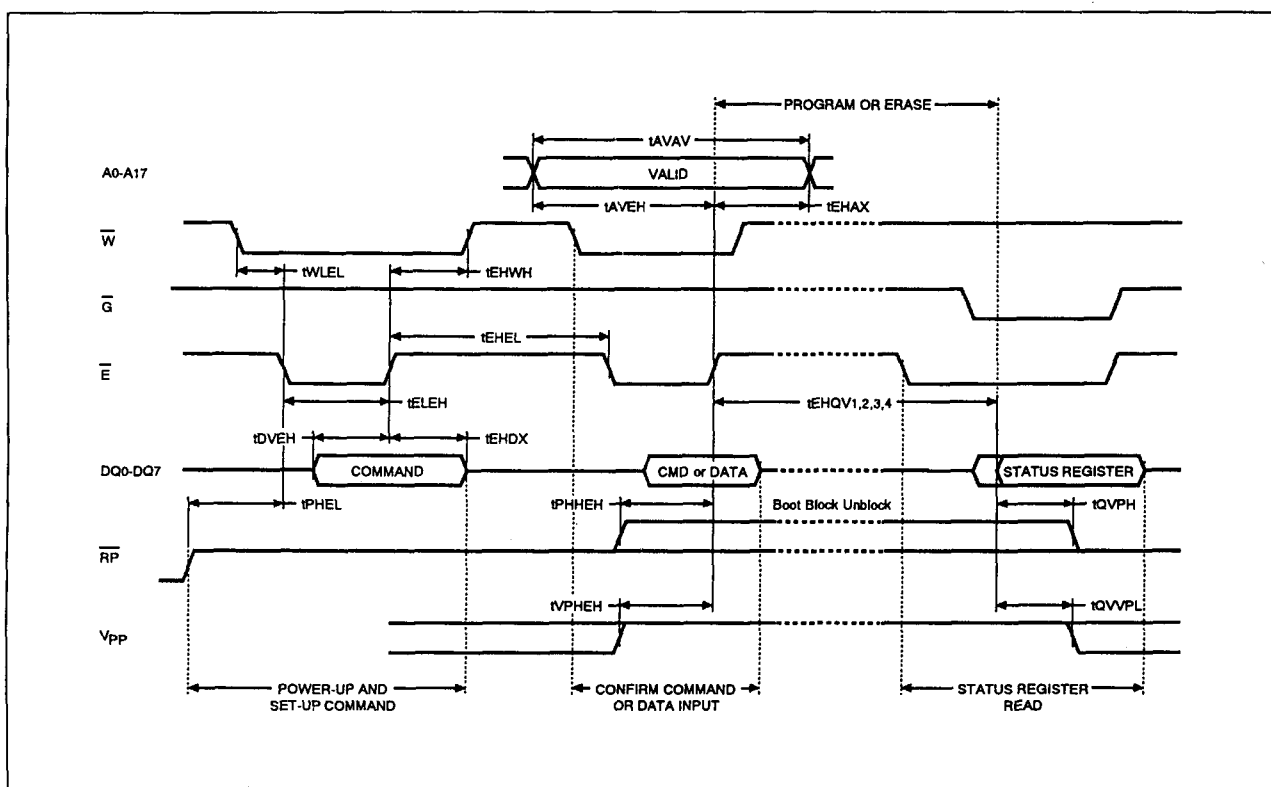 PROGRAM OR ERASE
tAVAV
A0-A17
VALID
tAVEH
tEHAX
W
tWLEL
tEHWH
G
tEHEL
E
tELEH
tEHQV1,2,3,4
tDVEH
tEHDX
DQ0-DQ7
COMMAND
CMD or DATA
STATUS REGISTER
tPHEL
tPHHEH
Boot Block Unblock
tQVPH
RP
tVPHEH
tQVVPL
VPP
POWER-UP AND
SET-UP COMMAND
CONFIRM COMMAND
OR DATA INPUT
STATUS REGISTER
READ